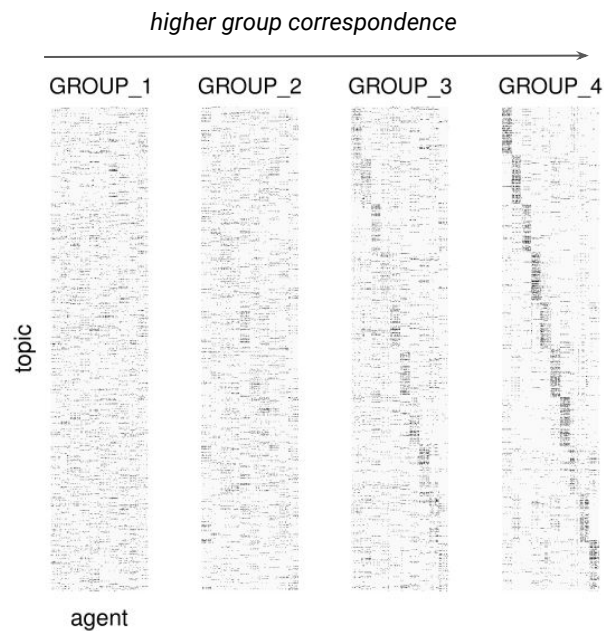 higher group correspondence
GROUP_1 GROUP_2 GROUP_3 GROUP_4
topic
agent